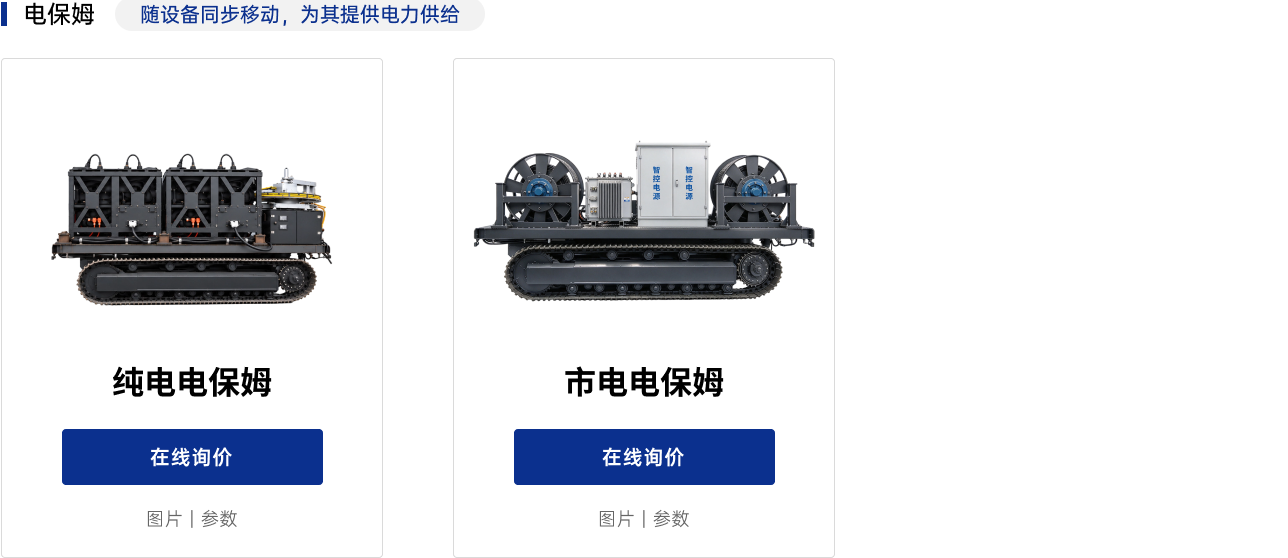 电保姆
随设备同步移动，为其提供电力供给
智控电源
智控电源
纯电电保姆
市电电保姆
在线询价
在线询价
图片 | 参数
图片 | 参数